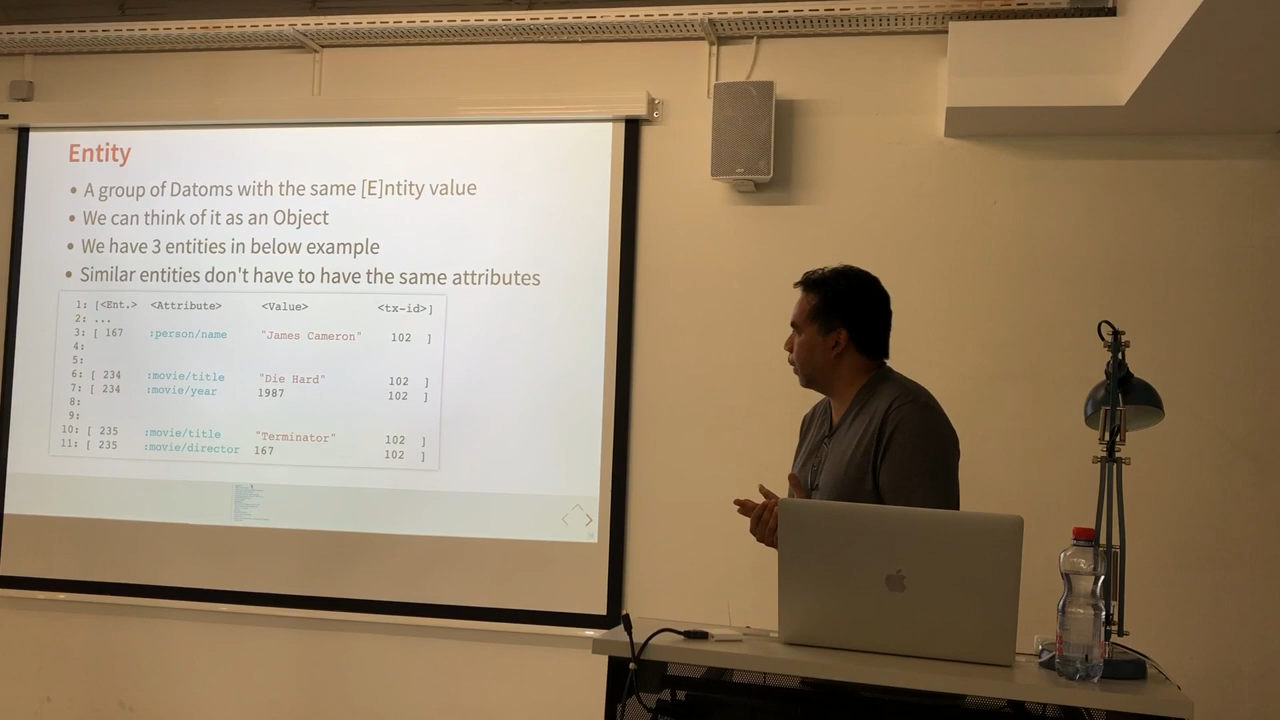 Entity
• A group of Datoms with the same [E]ntity value
• We can think of it as an Object
• We have 3 entities in below example
• Similar entities don't have to have the same attributes
1: [<Ent.> <Attribute> <Value> <tx-id>]
2: ...
3: [ 167 :person/name "James Cameron" 102 ]
4:
5:
6: [ 234 :movie/title "Die Hard" 102 ]
7: [ 234 :movie/year 1987 102 ]
8:
9:
10: [ 235 :movie/title "Terminator" 102 ]
11: [ 235 :movie/director 167 102 ]